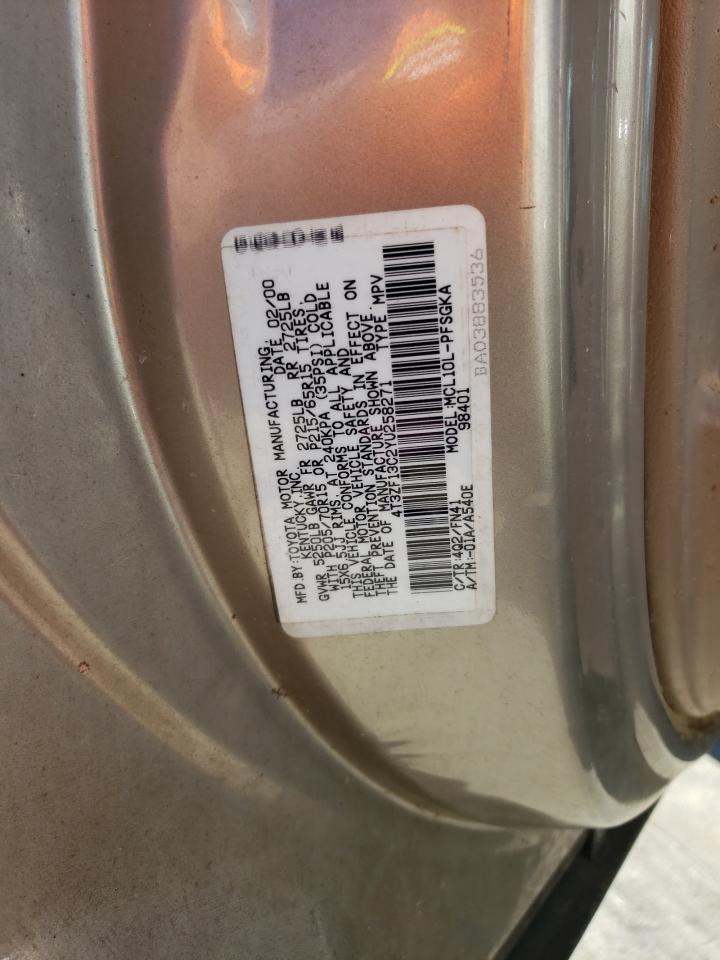 MFD.BY:TOYOTA MOTOR MANUFACTURING,
KENTUCKY,INC. DATE 02/00
GVWR 5250LB GAWR FR 2725LB RR 2725LB
WITH P205/70R15 OR P215/65R15 TIRES,
15X6.5JJ RIMS, AT 240KPA (35PSI) COLD
THIS VEHICLE CONFORMS TO ALL APPLICABLE
FEDERAL MOTOR VEHICLE SAFETY AND
THEFT PREVENTION STANDARDS IN EFFECT ON
THE DATE OF MANUFACTURE SHOWN ABOVE.
4T3ZF13C2YU258271 TYPE MPV
C/TR:4Q2/FN41 MODEL:MCL10L-PFSGKA
A/TM:-01A/A540E 98401
BA03883536